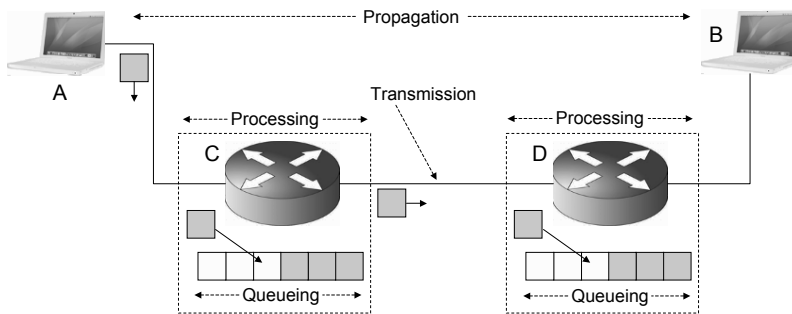 Propagation
A
B
Transmission
Processing
Processing
C
D
Queueing
Queueing